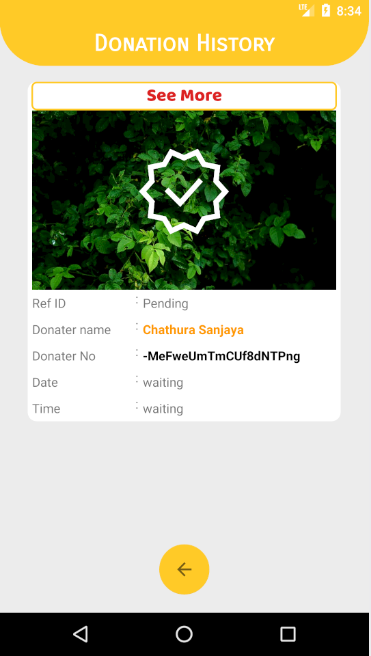 LTE 8:34
Donation History
See More
Ref ID : Pending
Donater name : Chathura Sanjaya
Donater No : -MeFweUmTmCUf8dNTPng
Date : waiting
Time : waiting